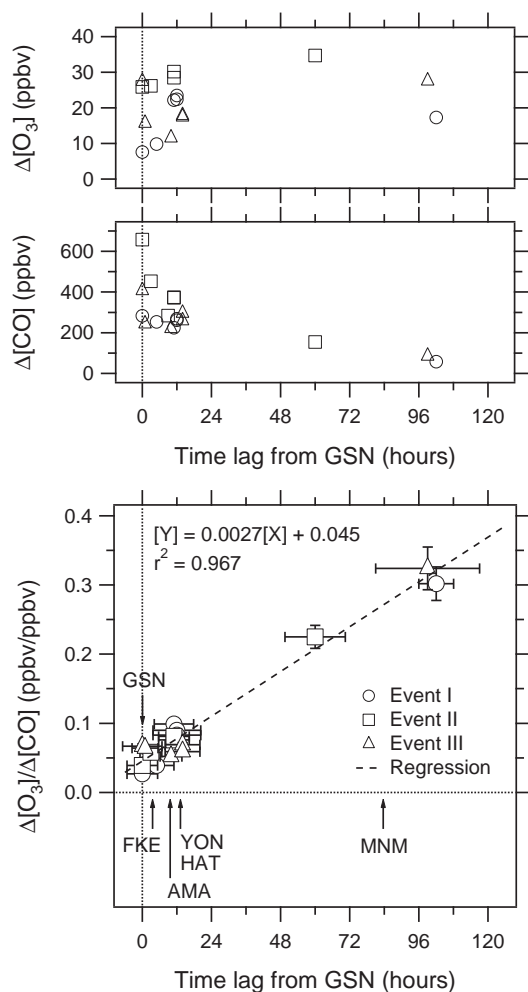 40
30
20
10
0
Δ[O3] (ppbv)
600
400
200
0
Δ[CO] (ppbv)
0 24 48 72 96 120
Time lag from GSN (hours)
0.4
0.3
0.2
0.1
0.0
Δ[O3]/Δ[CO] (ppbv/ppbv)
[Y] = 0.0027[X] + 0.045
r² = 0.967
GSN
Event I
Event II
Event III
Regression
FKE
YON
HAT
MNM
AMA
0 24 48 72 96 120
Time lag from GSN (hours)